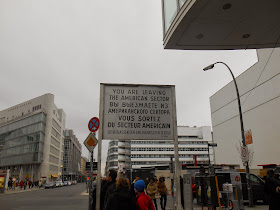 YOU ARE LEAVING
THE AMERICAN SECTOR
ВЫ ВЫЕЗЖАЕТЕ ИЗ
АМЕРИКАНСКОГО СЕКТОРА
VOUS SORTEZ
DU SECTEUR AMERICAIN